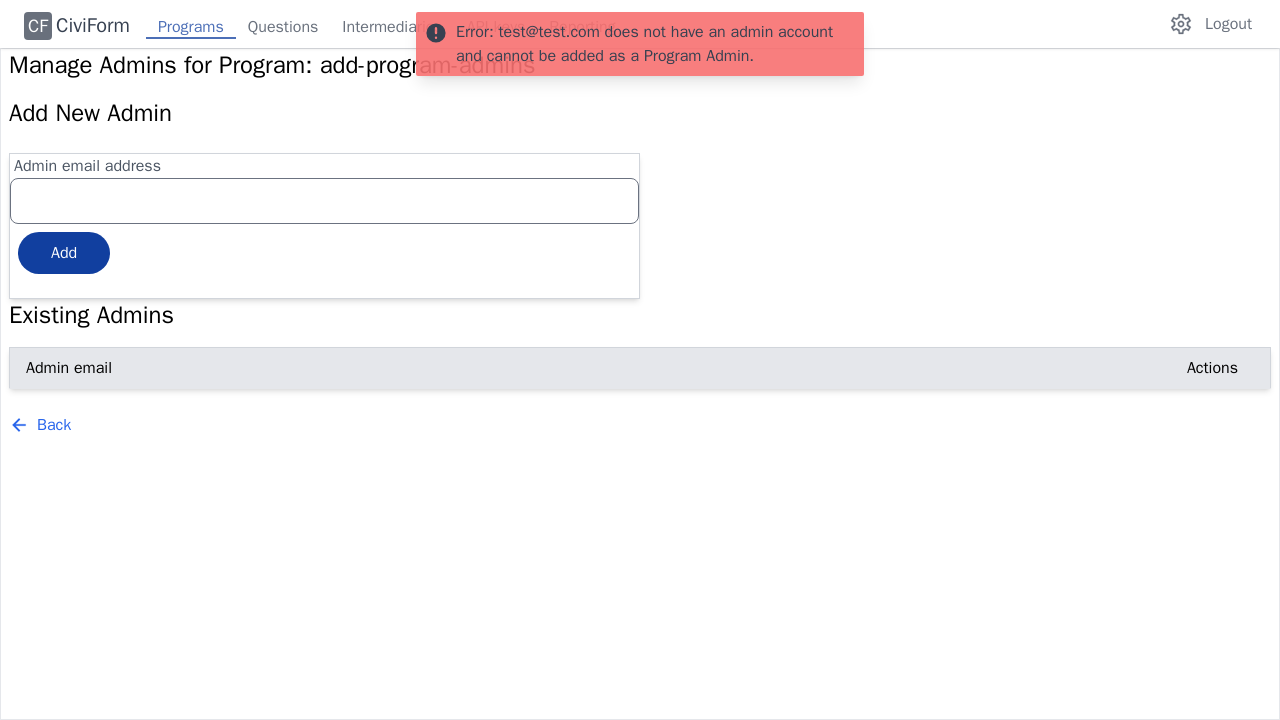 CF CiviForm Programs Questions Logout
Error: test@test.com does not have an admin account
and cannot be added as a Program Admin.
Manage Admins for Program: add-program-admins
Add New Admin
Admin email address
Add
Existing Admins
Admin email Actions
Back